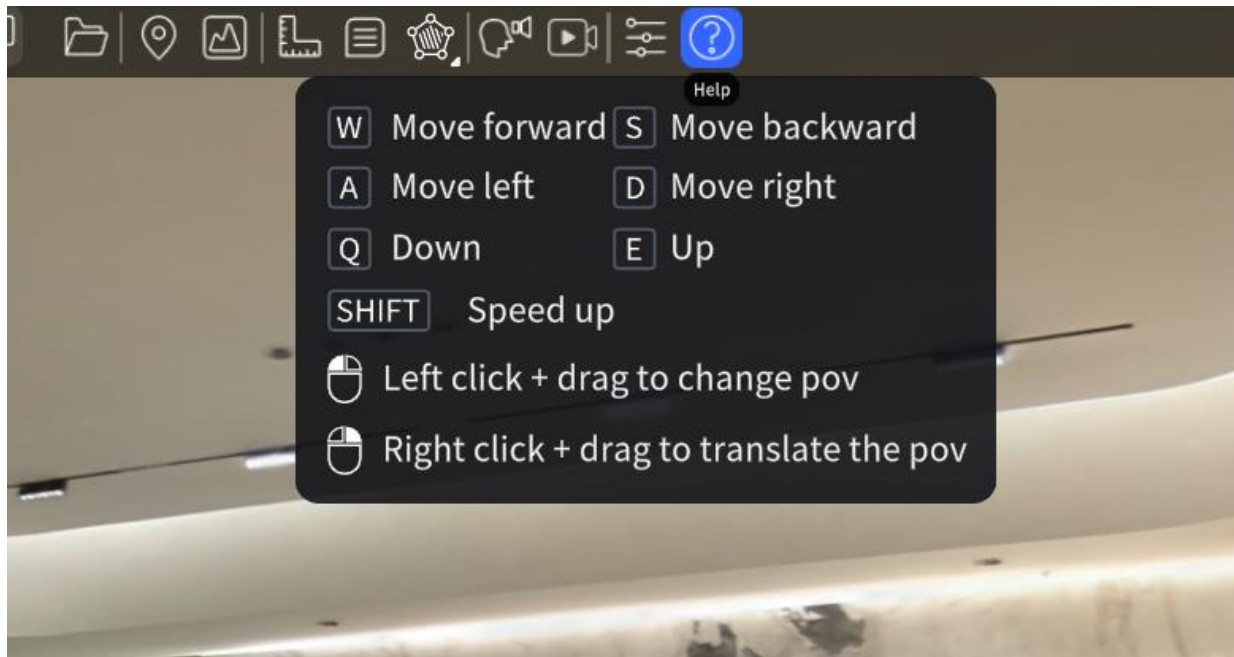 Help
W Move forward S Move backward
A Move left D Move right
Q Down E Up
SHIFT Speed up
Left click + drag to change pov
Right click + drag to translate the pov